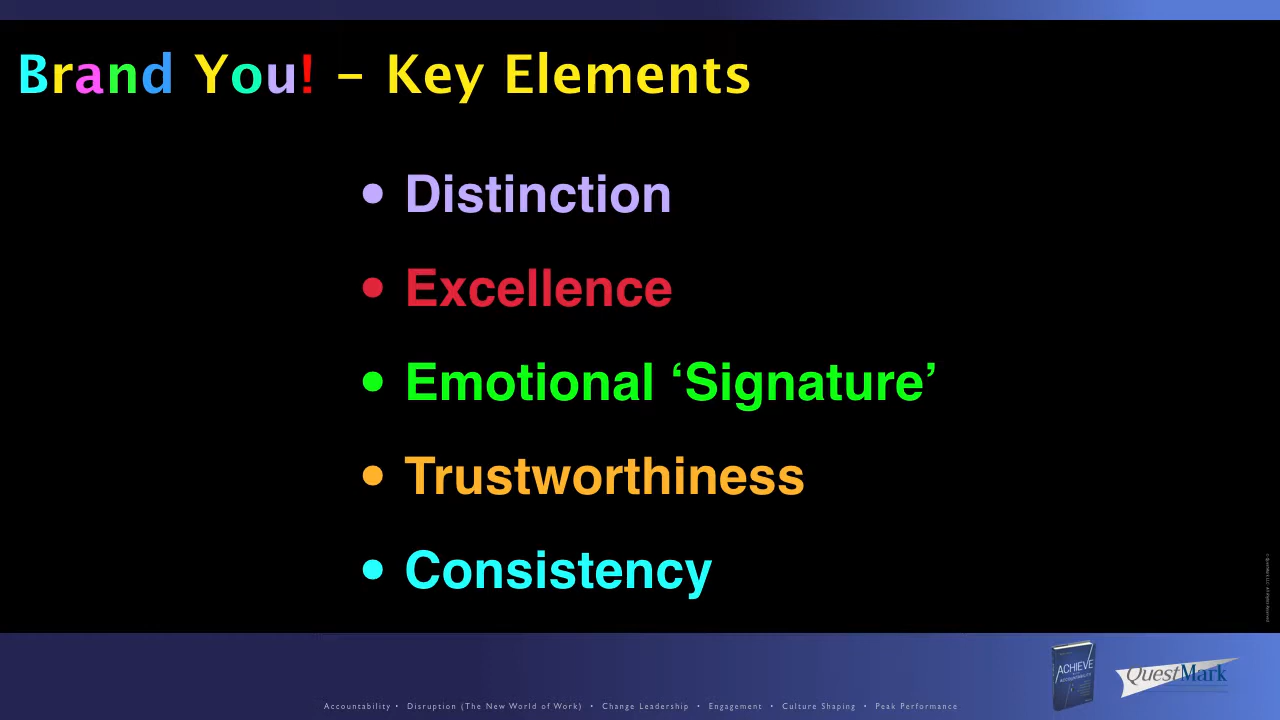 Brand You! – Key Elements
• Distinction
• Excellence
• Emotional ‘Signature’
• Trustworthiness
• Consistency
ACHIEVE
ACCOUNTABILITY
QuestMark
Accountability • Disruption (The New World of Work) • Change Leadership • Engagement • Culture Shaping • Peak Performance